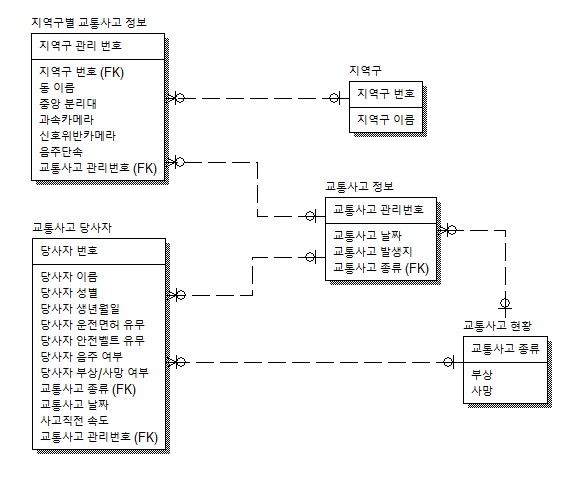 지역구별 교통사고 정보
지역구 관리 번호
지역구 번호 (FK)
동 이름
중앙 분리대
과속카메라
신호위반카메라
음주단속
교통사고 관리번호 (FK)
지역구
지역구 번호
지역구 이름
교통사고 정보
교통사고 관리번호
교통사고 날짜
교통사고 발생지
교통사고 종류 (FK)
교통사고 당사자
당사자 번호
당사자 이름
당사자 성별
당사자 생년월일
당사자 운전면허 유무
당사자 안전벨트 유무
당사자 음주 여부
당사자 부상/사망 여부
교통사고 종류 (FK)
교통사고 날짜
사고직전 속도
교통사고 관리번호 (FK)
교통사고 현황
교통사고 종류
부상
사망